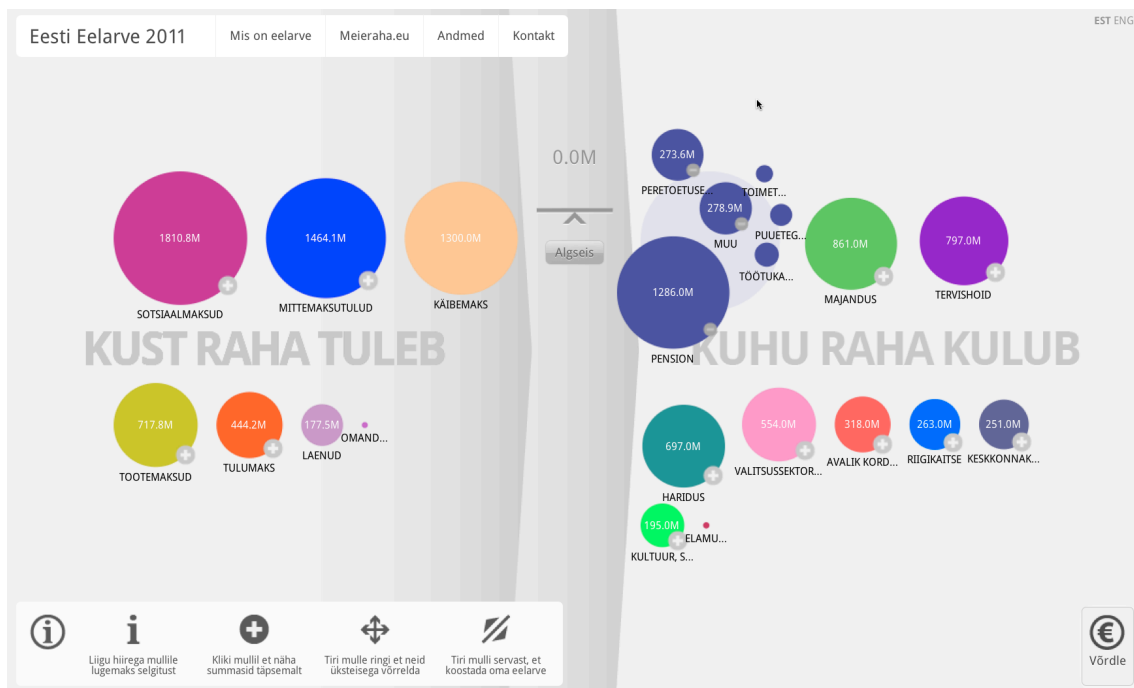 Eesti Eelarve 2011
Mis on eelarve
Meieraha.eu
Andmed
Kontakt
EST ENG
0.0M
Algseis
1810.8M
SOTSIAALMAKSUD
1464.1M
MITTEMAKSUTULUD
1300.0M
KÄIBEMAKS
KUST RAHA TULEB
717.8M
TOOTEMAKSUD
444.2M
TULUMAKS
177.5M
LAENUD
OMAND...
273.6M
PERETOETUSE...
TOIMET...
278.9M
MUU
PUUETEG...
TÖÖTUKA...
1286.0M
PENSION
861.0M
MAJANDUS
797.0M
TERVISHOID
KUHU RAHA KULUB
697.0M
HARIDUS
554.0M
VALITSUSSEKTOR...
318.0M
AVALIK KORD...
263.0M
RIIGIKAITSE
251.0M
KESKKONNAK...
195.0M
KULTUUR, S...
ELAMU...
Liigu hiirega mullile
lugemaks selgitust
Kliki mullil et näha
summasid täpsemalt
Tiri mulle ringi et neid
üksteisega võrrelda
Tiri mulli servast, et
koostada oma eelarve
€
Võrdle